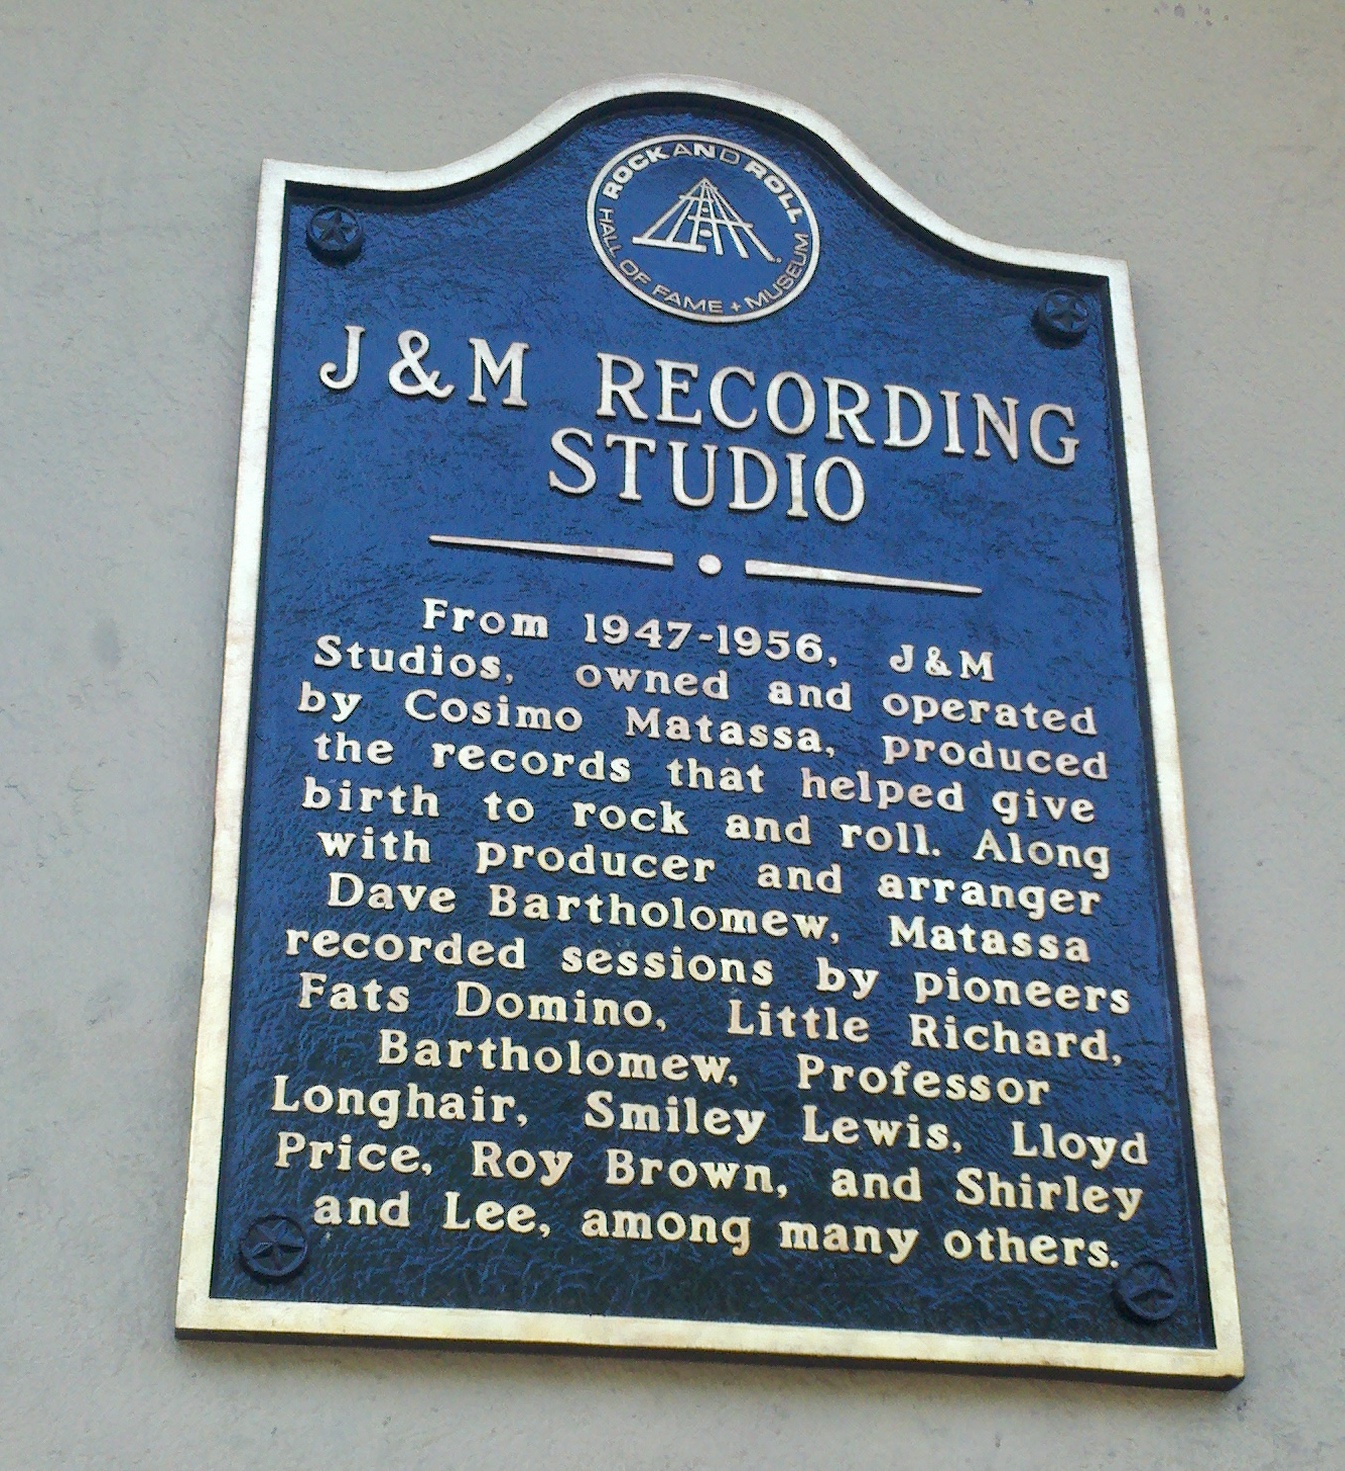 ROCK AND ROLL
HALL OF FAME + MUSEUM
J & M RECORDING
STUDIO
From 1947-1956, J & M
Studios, owned and operated
by Cosimo Matassa, produced
the records that helped give
birth to rock and roll. Along
with producer and arranger
Dave Bartholomew, Matassa
recorded sessions by pioneers
Fats Domino, Little Richard,
Bartholomew, Professor
Longhair, Smiley Lewis, Lloyd
Price, Roy Brown, and Shirley
and Lee, among many others.